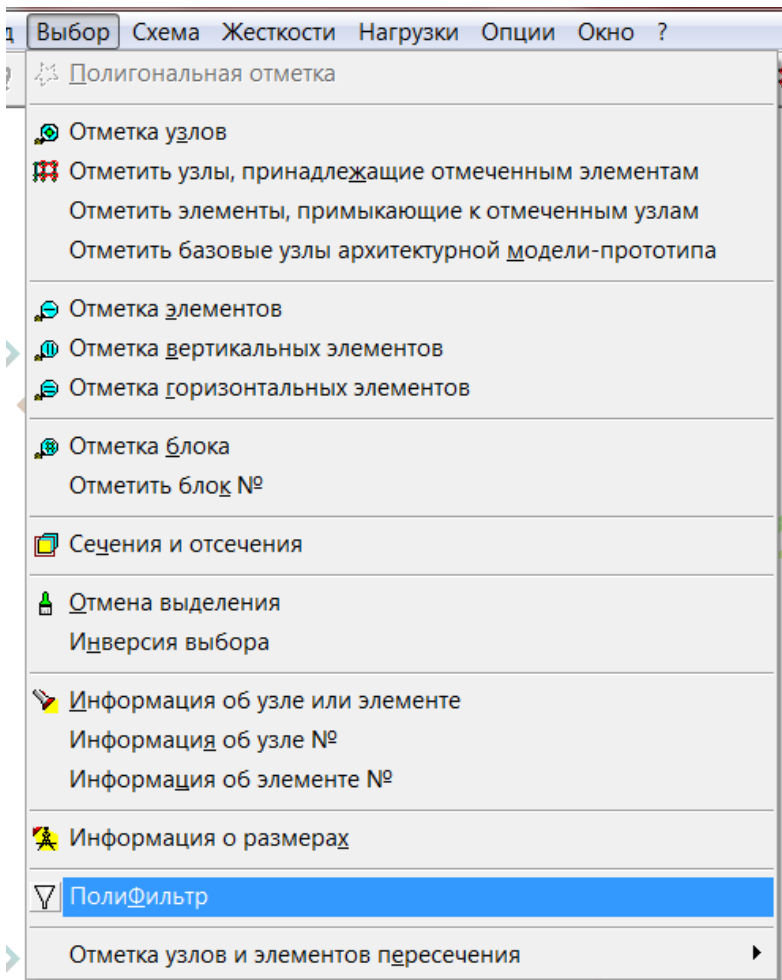 д Выбор Схема Жесткости Нагрузки Опции Окно ?
Полигональная отметка
Отметка узлов
Отметить узлы, принадлежащие отмеченным элементам
Отметить элементы, примыкающие к отмеченным узлам
Отметить базовые узлы архитектурной модели-прототипа
Отметка элементов
Отметка вертикальных элементов
Отметка горизонтальных элементов
Отметка блока
Отметить блок №
Сечения и отсечения
Отмена выделения
Инверсия выбора
Информация об узле или элементе
Информация об узле №
Информация об элементе №
Информация о размерах
ПолиФильтр
Отметка узлов и элементов пересечения